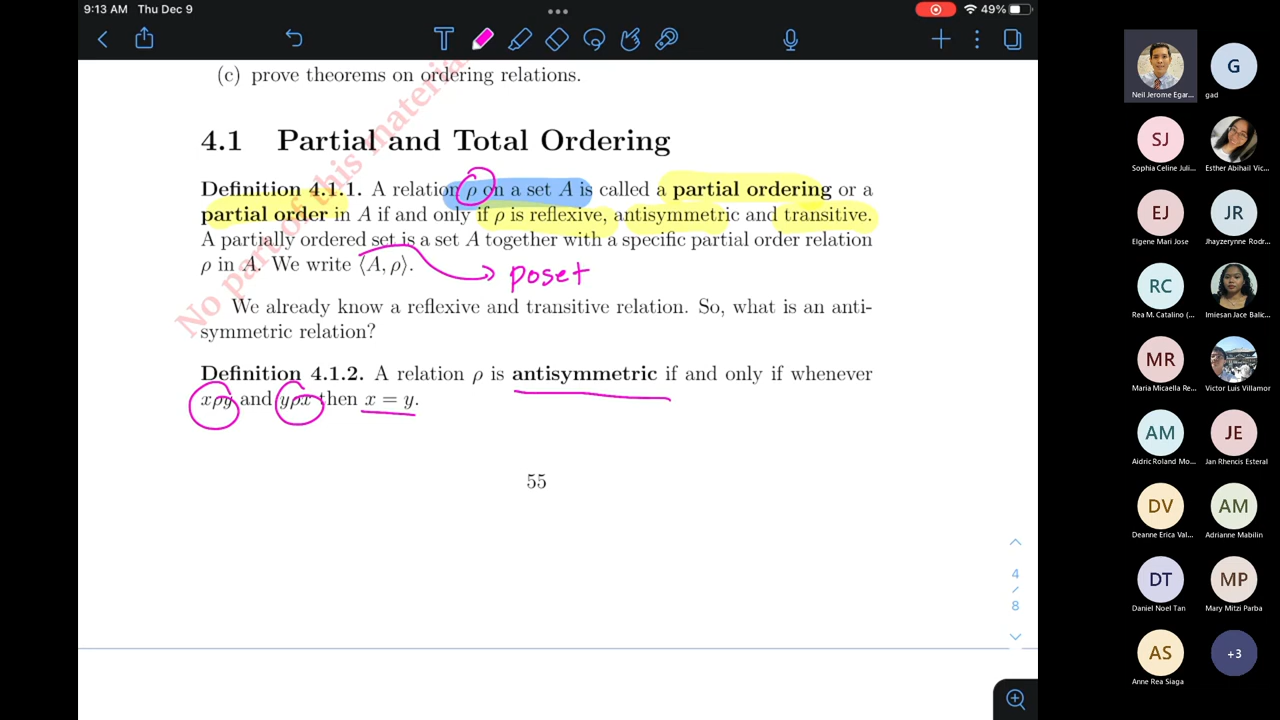 9:13 AM Thu Dec 9
49%
(c) prove theorems on ordering relations.
4.1 Partial and Total Ordering
Definition 4.1.1. A relation ρ on a set A is called a partial ordering or a
partial order in A if and only if ρ is reflexive, antisymmetric and transitive.
A partially ordered set is a set A together with a specific partial order relation
ρ in A. We write ⟨A, ρ⟩.
poset
We already know a reflexive and transitive relation. So, what is an anti-
symmetric relation?
Definition 4.1.2. A relation ρ is antisymmetric if and only if whenever
xρy and yρx then x = y.
55
No part of this materia
4
/
8
Neil Jerome Egar...
G
gad
SJ
Sophia Celine Juli...
Esther Abihail Vic...
EJ
Elgene Mari Jose
JR
Jhayzerynne Rodr...
RC
Rea M. Catalino (...
Imiesan Jace Balic...
MR
Maria Micaella Re...
Victor Luis Villamor
AM
Aidric Roland Mo...
JE
Jan Rhencis Esteral
DV
Deanne Erica Val...
AM
Adrianne Mabilin
DT
Daniel Noel Tan
MP
Mary Mitzi Parba
AS
Anne Rea Siaga
+3